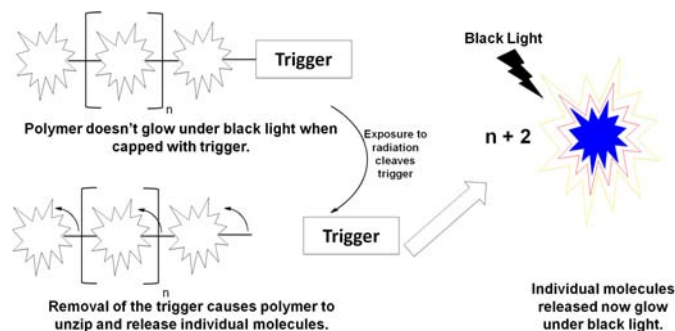 Trigger
n
Polymer doesn't glow under black light when
capped with trigger.
Exposure to
radiation
cleaves
trigger
Black Light
n + 2
Trigger
n
Removal of the trigger causes polymer to
unzip and release individual molecules.
Individual molecules
released now glow
under black light.